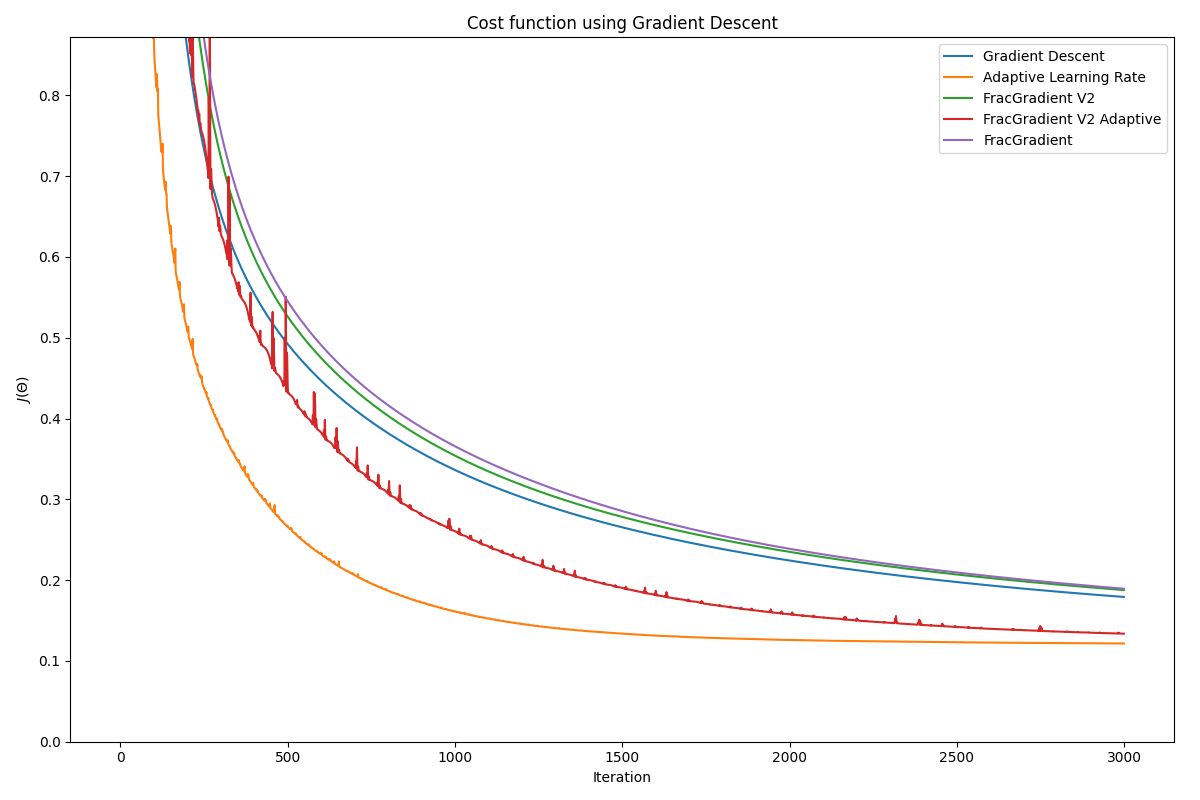 Cost function using Gradient Descent
Gradient Descent
Adaptive Learning Rate
FracGradient V2
FracGradient V2 Adaptive
FracGradient
J(Θ)
0.8
0.7
0.6
0.5
0.4
0.3
0.2
0.1
0.0
0 500 1000 1500 2000 2500 3000
Iteration